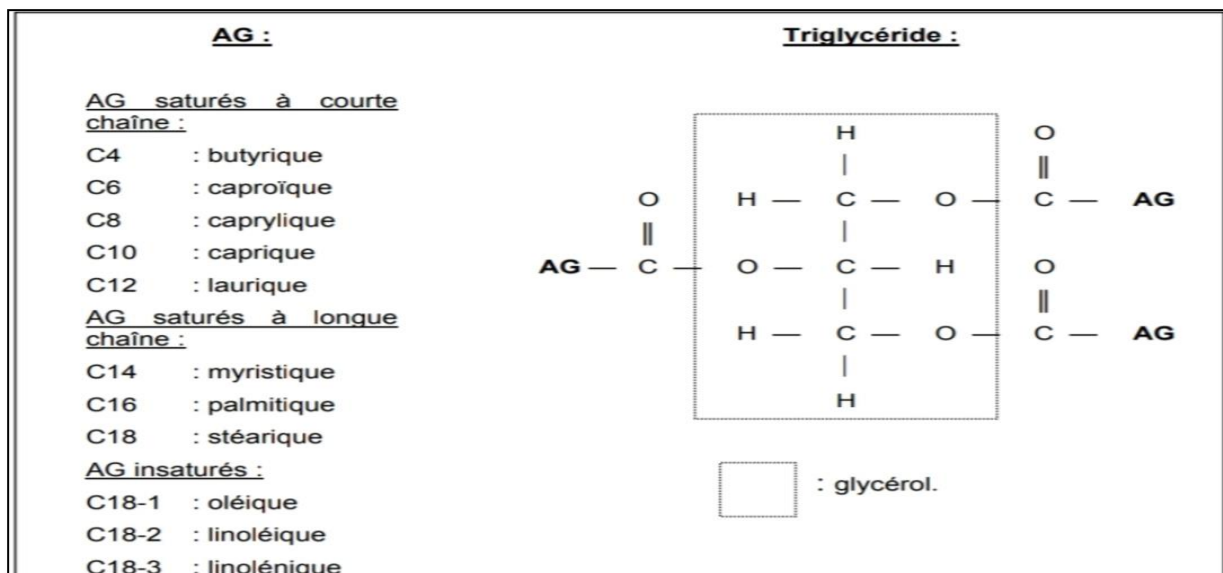 AG :
AG saturés à courte
chaîne :
C4 : butyrique
C6 : caproïque
C8 : caprylique
C10 : caprique
C12 : laurique
AG saturés à longue
chaîne :
C14 : myristique
C16 : palmitique
C18 : stéarique
AG insaturés :
C18-1 : oléique
C18-2 : linoléique
C18-3 : linolénique
Triglycéride :
H O
| ||
O H — C — O — C — AG
|| |
AG — C — O — C — H O
| ||
H — C — O — C — AG
|
H
: glycérol.